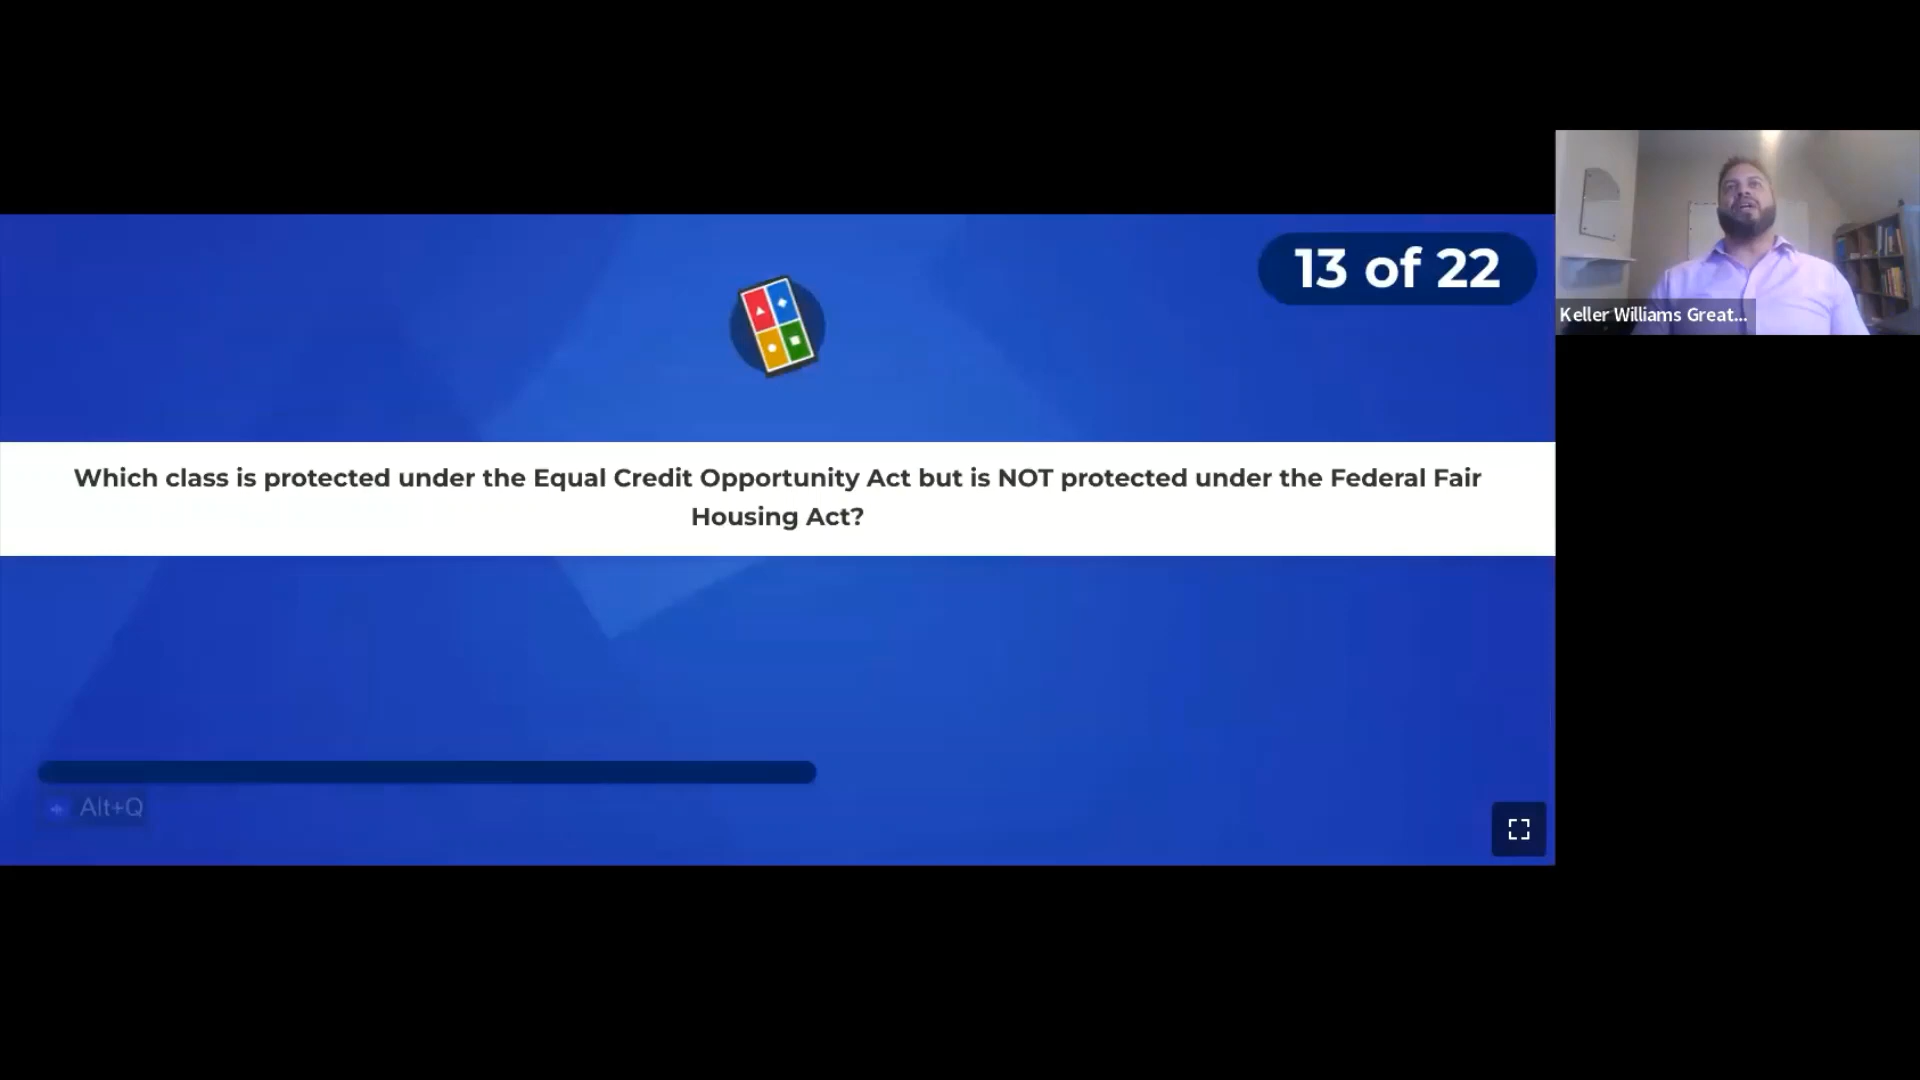 13 of 22
Keller Williams Great...
Which class is protected under the Equal Credit Opportunity Act but is NOT protected under the Federal Fair
Housing Act?
Alt+Q